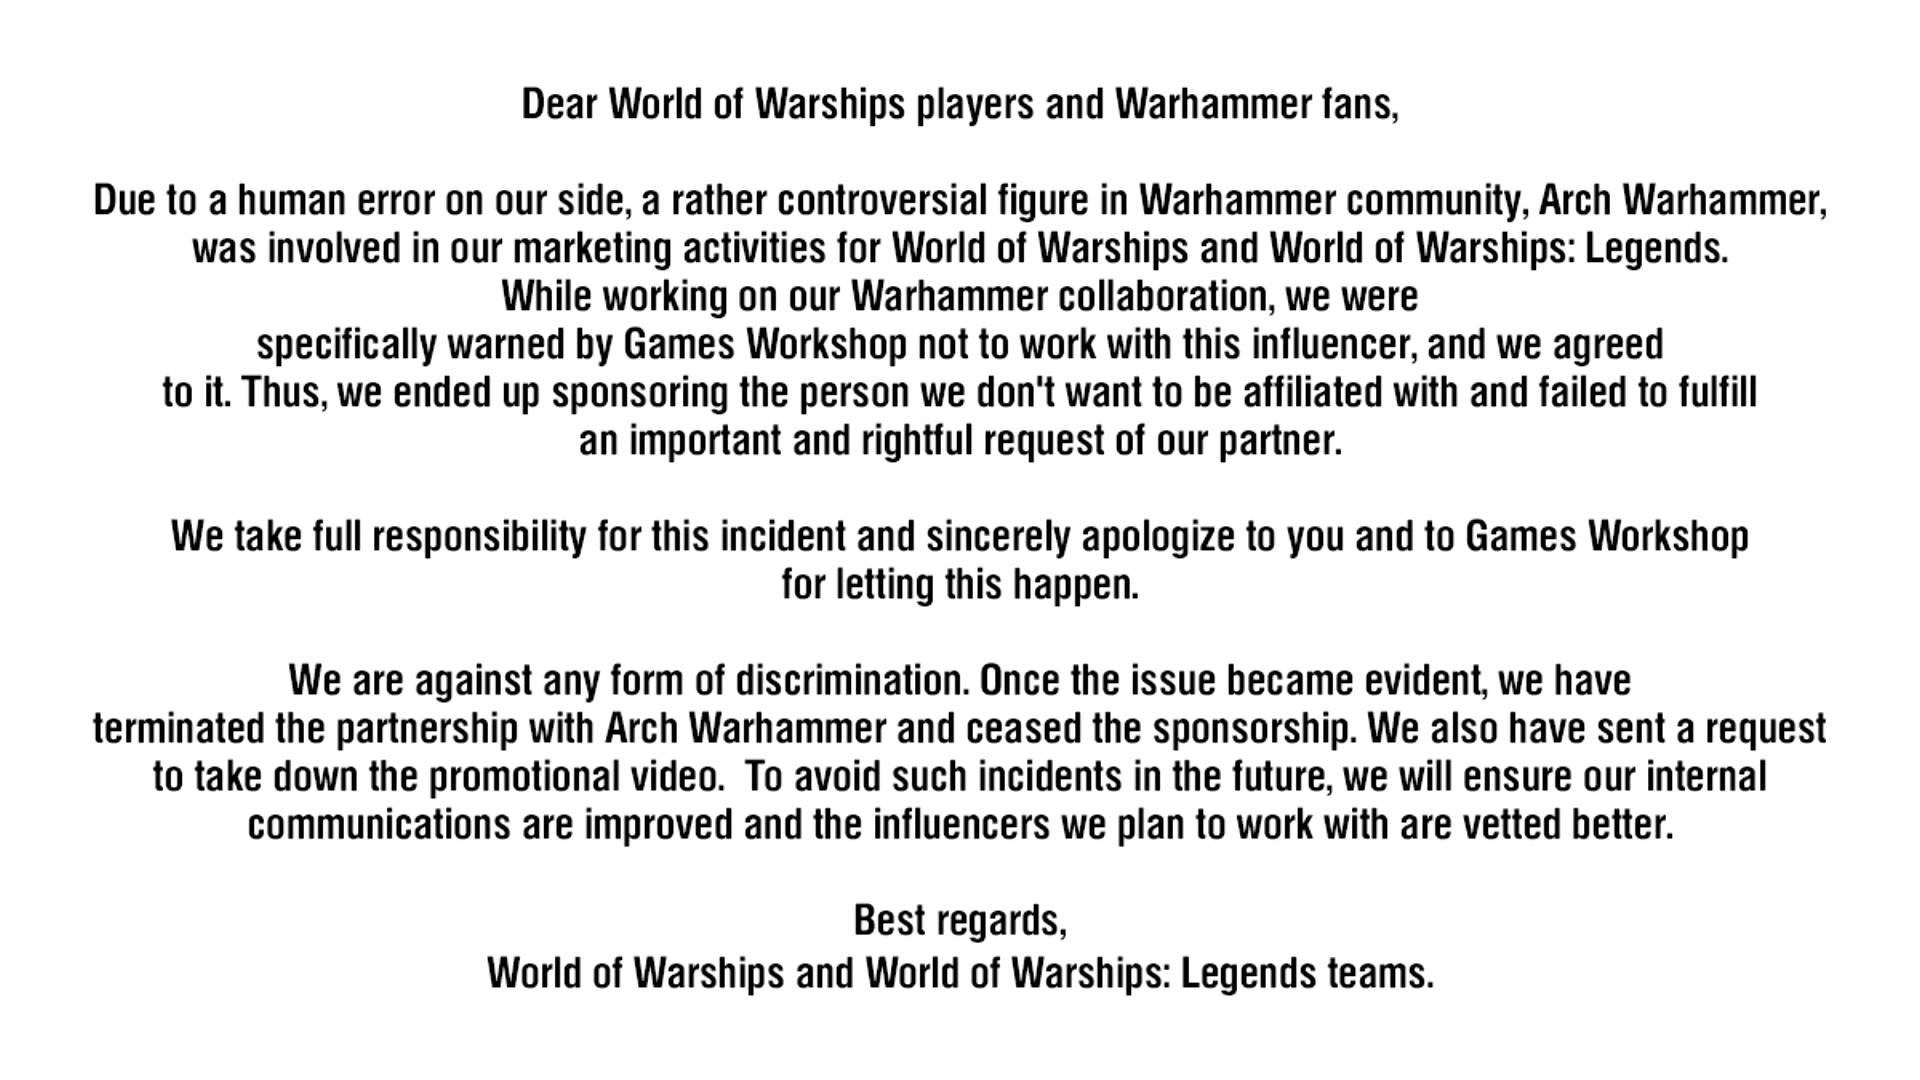 Dear World of Warships players and Warhammer fans,
Due to a human error on our side, a rather controversial figure in Warhammer community, Arch Warhammer,
was involved in our marketing activities for World of Warships and World of Warships: Legends.
While working on our Warhammer collaboration, we were
specifically warned by Games Workshop not to work with this influencer, and we agreed
to it. Thus, we ended up sponsoring the person we don't want to be affiliated with and failed to fulfill
an important and rightful request of our partner.
We take full responsibility for this incident and sincerely apologize to you and to Games Workshop
for letting this happen.
We are against any form of discrimination. Once the issue became evident, we have
terminated the partnership with Arch Warhammer and ceased the sponsorship. We also have sent a request
to take down the promotional video.  To avoid such incidents in the future, we will ensure our internal
communications are improved and the influencers we plan to work with are vetted better.
Best regards,
World of Warships and World of Warships: Legends teams.